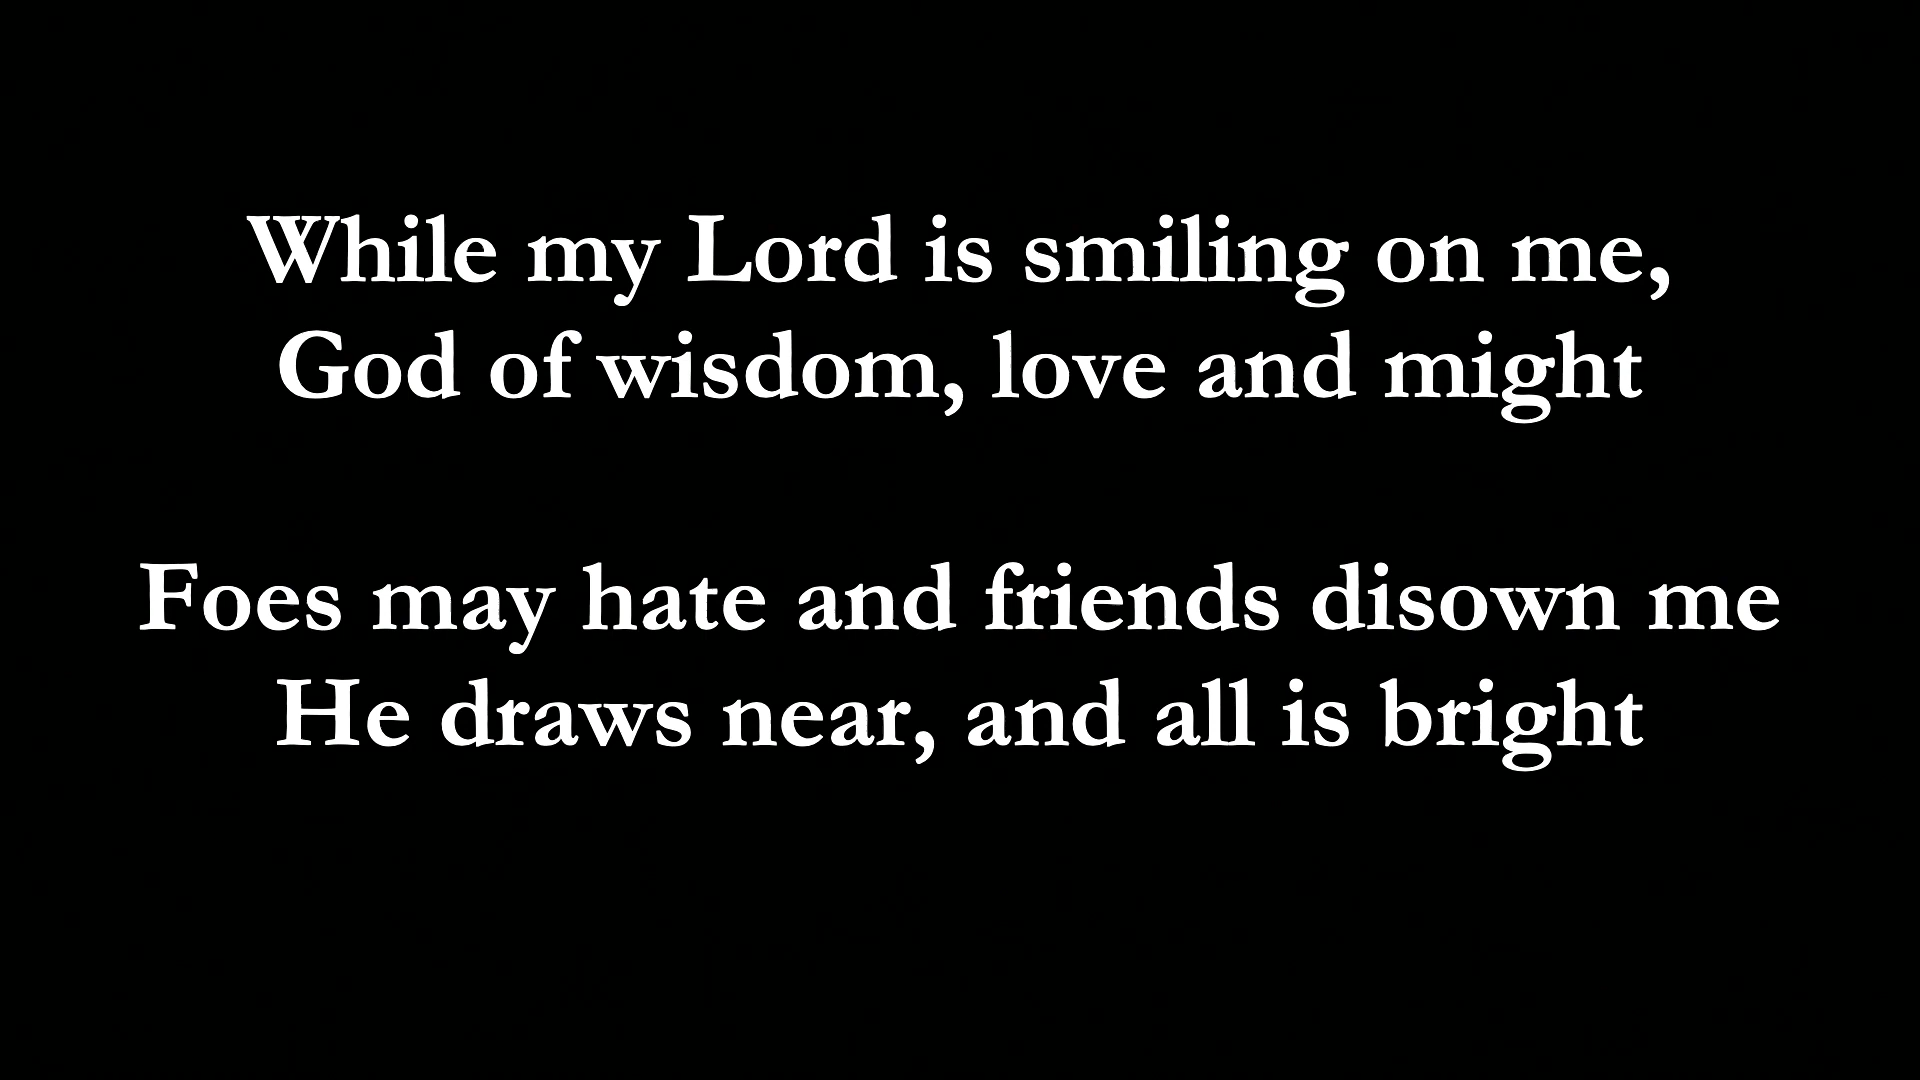 While my Lord is smiling on me,
God of wisdom, love and might
Foes may hate and friends disown me
He draws near, and all is bright